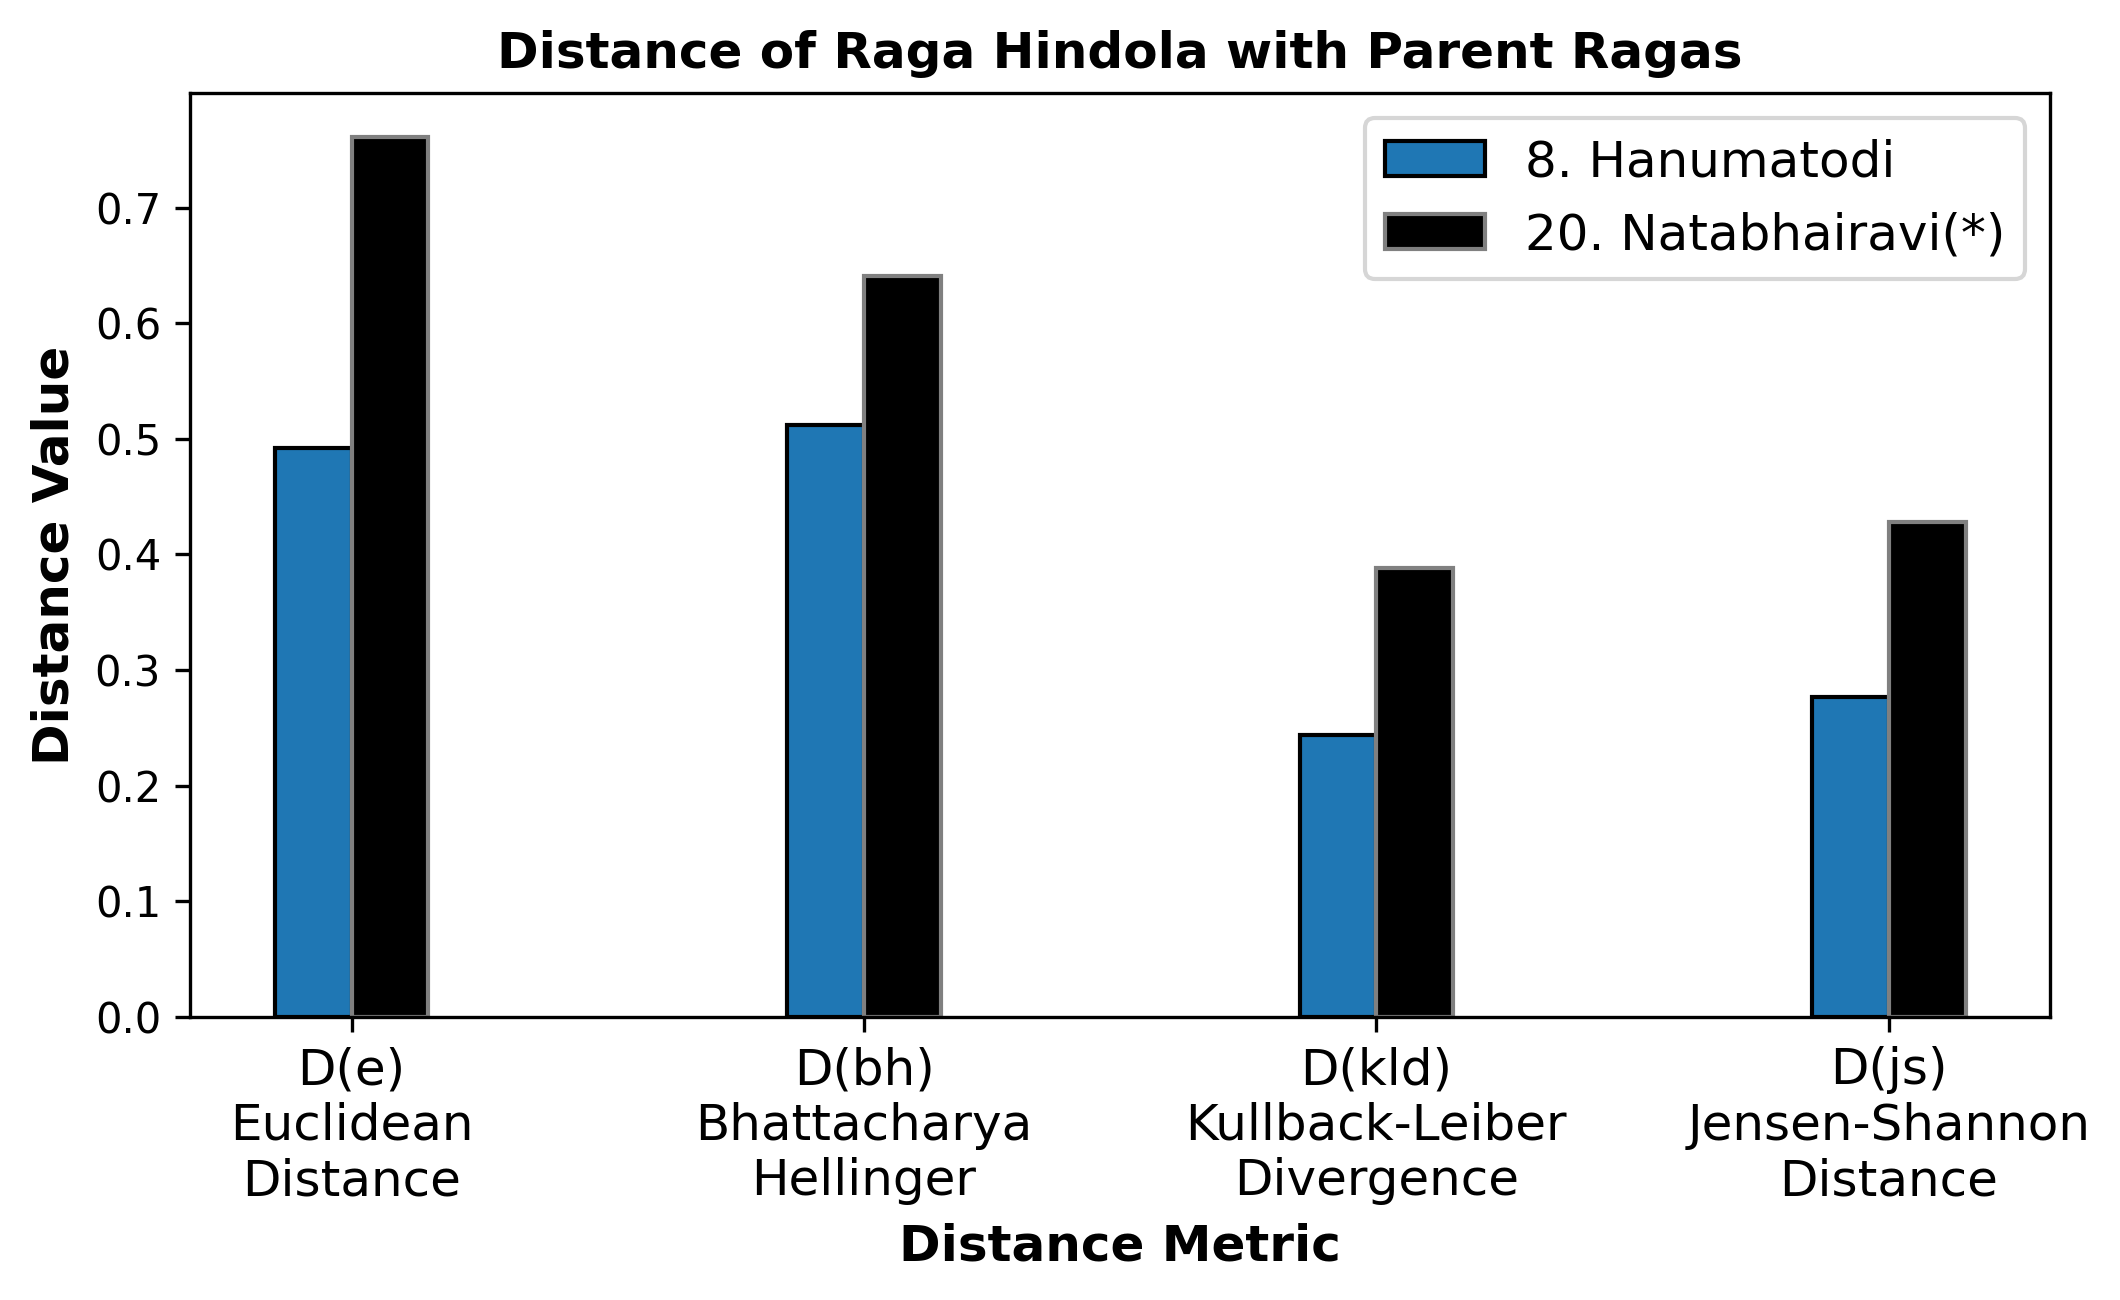 Distance of Raga Hindola with Parent Ragas
8. Hanumatodi
20. Natabhairavi(*)
Distance Value
0.7
0.6
0.5
0.4
0.3
0.2
0.1
0.0
D(e)
Euclidean
Distance
D(bh)
Bhattacharya
Hellinger
D(kld)
Kullback-Leiber
Divergence
D(js)
Jensen-Shannon
Distance
Distance Metric